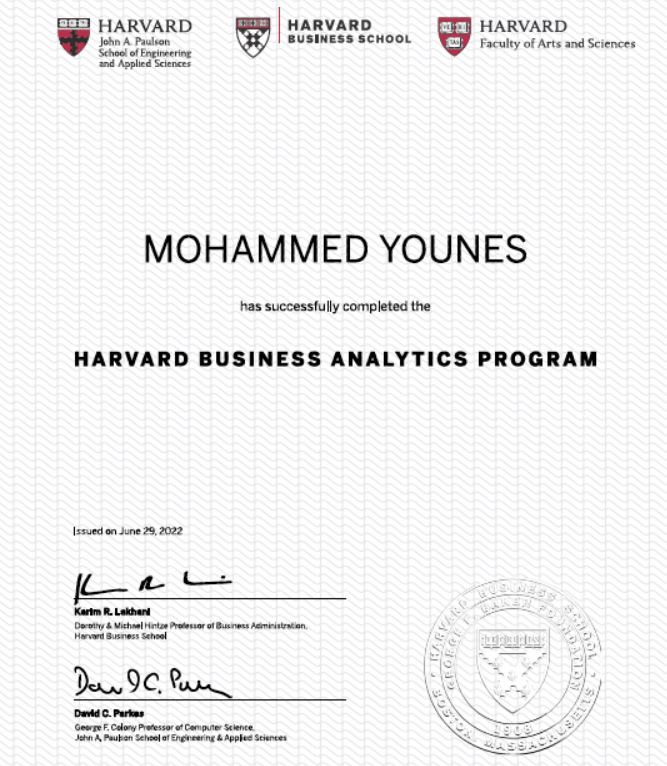 HARVARD
John A. Paulson
School of Engineering
and Applied Sciences
HARVARD
BUSINESS SCHOOL
HARVARD
Faculty of Arts and Sciences
MOHAMMED YOUNES
has successfully completed the
HARVARD BUSINESS ANALYTICS PROGRAM
Issued on June 29, 2022
Karim R. Lakhani
Dorothy & Michael Hintze Professor of Business Administration,
Harvard Business School
David C. Parkes
George F. Colony Professor of Computer Science,
John A. Paulson School of Engineering & Applied Sciences
HARVARD BUSINESS SCHOOL
GEORGE F. BAKER FOUNDATION
BOSTON, MASSACHUSETTS
1908